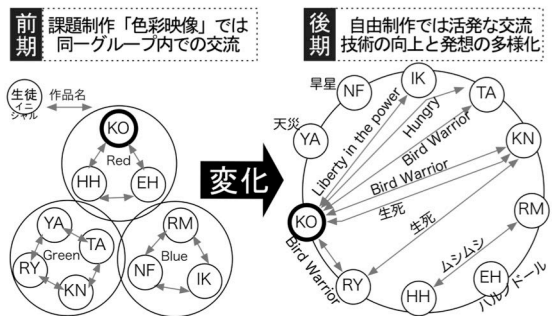 前期
課題制作「色彩映像」では
同一グループ内での交流
後期
自由制作では活発な交流
技術の向上と発想の多様化
生徒
イニシャル
作品名
KO
Red
HH
EH
YA
TA
Green
RY
KN
RM
Blue
NF
IK
変化
旱星
NF
IK
TA
天災
YA
KN
Liberty in the power
Hungry
Bird Warrior
Bird Warrior
生死
KO
生死
RM
Bird Warrior
ムシムシ
RY
HH
EH
ハルノドール